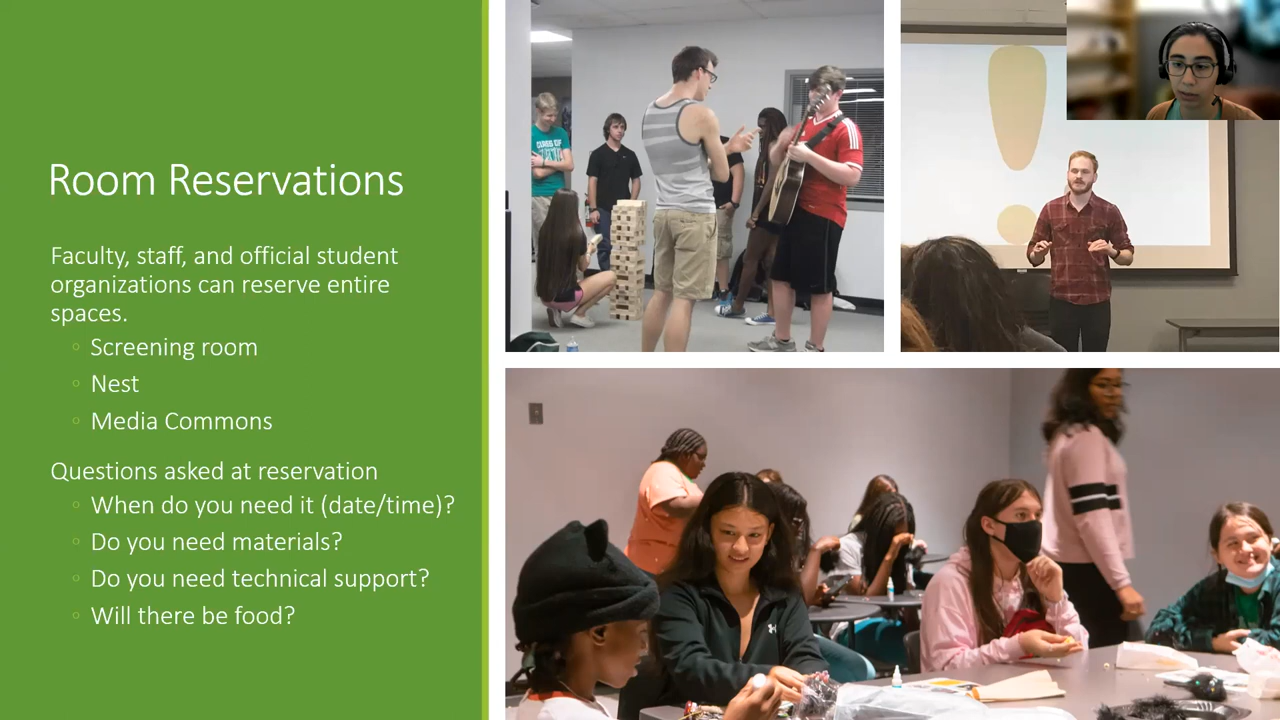 Room Reservations
Faculty, staff, and official student
organizations can reserve entire
spaces.
Screening room
Nest
Media Commons
Questions asked at reservation
When do you need it (date/time)?
Do you need materials?
Do you need technical support?
Will there be food?